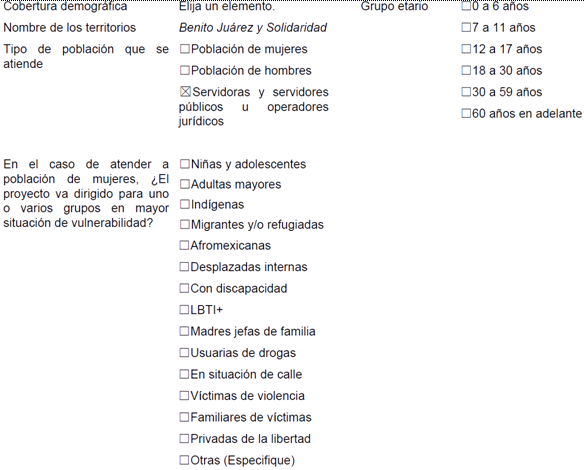 Cobertura demográfica Elija un elemento. Grupo etario ☐0 a 6 años
Nombre de los territorios Benito Juárez y Solidaridad ☐7 a 11 años
Tipo de población que se ☐Población de mujeres ☐12 a 17 años
atiende ☐Población de hombres ☐18 a 30 años
☒Servidoras y servidores ☐30 a 59 años
públicos u operadores ☐60 años en adelante
jurídicos
En el caso de atender a ☐Niñas y adolescentes
población de mujeres, ¿El ☐Adultas mayores
proyecto va dirigido para uno ☐Indígenas
o varios grupos en mayor
situación de vulnerabilidad? ☐Migrantes y/o refugiadas
☐Afromexicanas
☐Desplazadas internas
☐Con discapacidad
☐LBTI+
☐Madres jefas de familia
☐Usuarias de drogas
☐En situación de calle
☐Víctimas de violencia
☐Familiares de víctimas
☐Privadas de la libertad
☐Otras (Especifique)